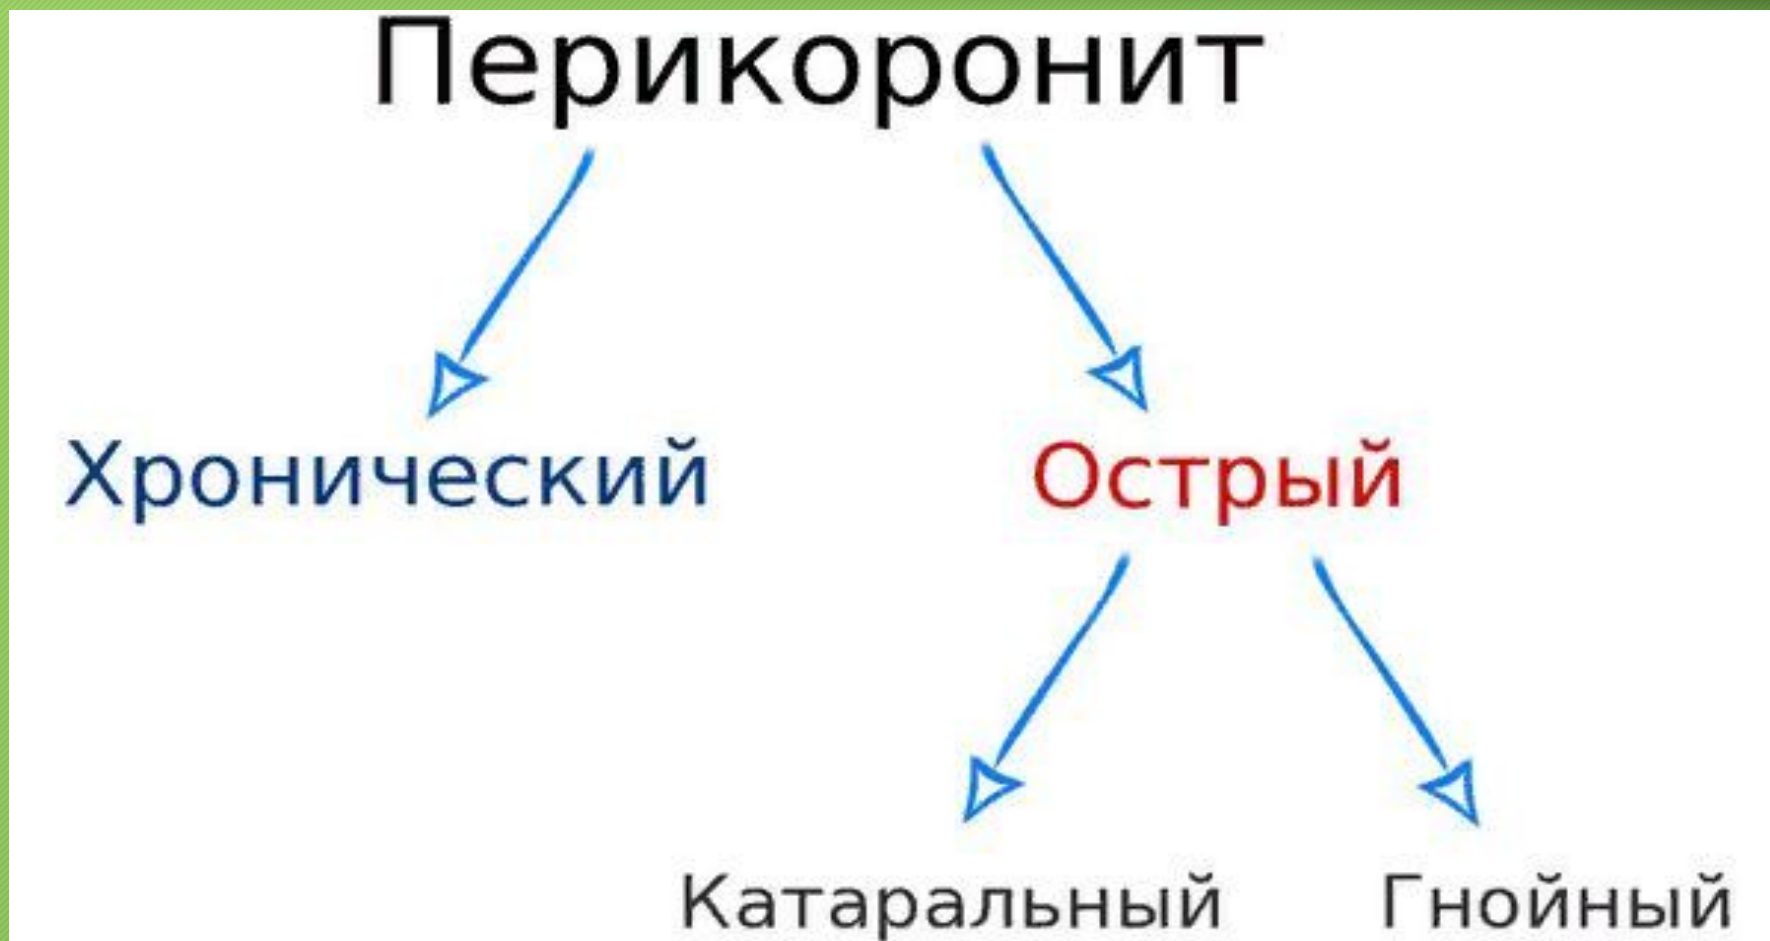 Перикоронит
Хронический
Острый
Катаральный
Гнойный